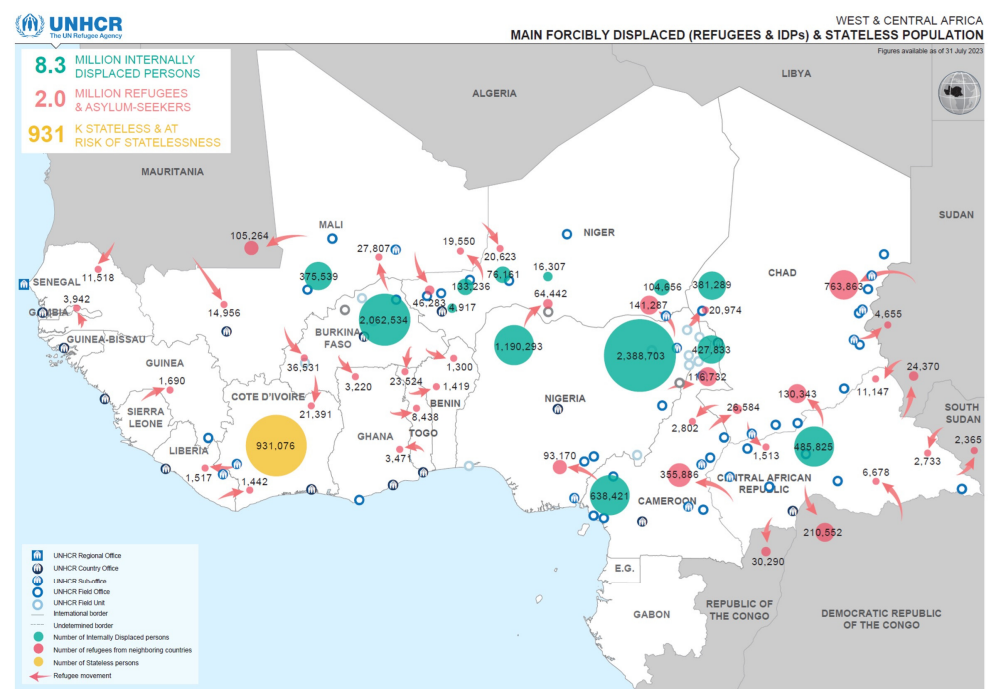 UNHCR
The UN Refugee Agency
WEST & CENTRAL AFRICA
MAIN FORCIBLY DISPLACED (REFUGEES & IDPs) & STATELESS POPULATION
Figures available as of 31 July 2023
8.3 MILLION INTERNALLY
DISPLACED PERSONS
2.0 MILLION REFUGEES
& ASYLUM-SEEKERS
931 K STATELESS & AT
RISK OF STATELESSNESS
LIBYA
ALGERIA
MAURITANIA
SUDAN
MALI
NIGER
CHAD
105,264
27,807
19,550
20,623
11,518
SENEGAL
375,539
76,161
16,307
133,236
104,656
381,289
763,863
3,942
GAMBIA
14,956
46,283
4,917
64,442
141,287
20,974
4,655
2,062,534
BURKINA
FASO
GUINEA-BISSAU
1,190,293
2,388,703
427,833
GUINEA
36,531
1,300
24,370
1,690
3,220
23,524
1,419
116,732
11,147
COTE D'IVOIRE
130,343
NIGERIA
BENIN
SIERRA
LEONE
21,391
8,438
26,584
SOUTH
SUDAN
2,802
TOGO
GHANA
931,076
485,825
2,365
LIBERIA
3,471
93,170
1,513
2,733
1,517
1,442
355,886
CENTRAL AFRICAN
REPUBLIC
6,678
638,421
CAMEROON
210,552
30,290
E.G.
GABON
REPUBLIC OF
THE CONGO
DEMOCRATIC REPUBLIC
OF THE CONGO
UNHCR Regional Office
UNHCR Country Office
UNHCR Sub-office
UNHCR Field Office
UNHCR Field Unit
International border
Undetermined border
Number of Internally Displaced persons
Number of refugees from neighboring countries
Number of Stateless persons
Refugee movement